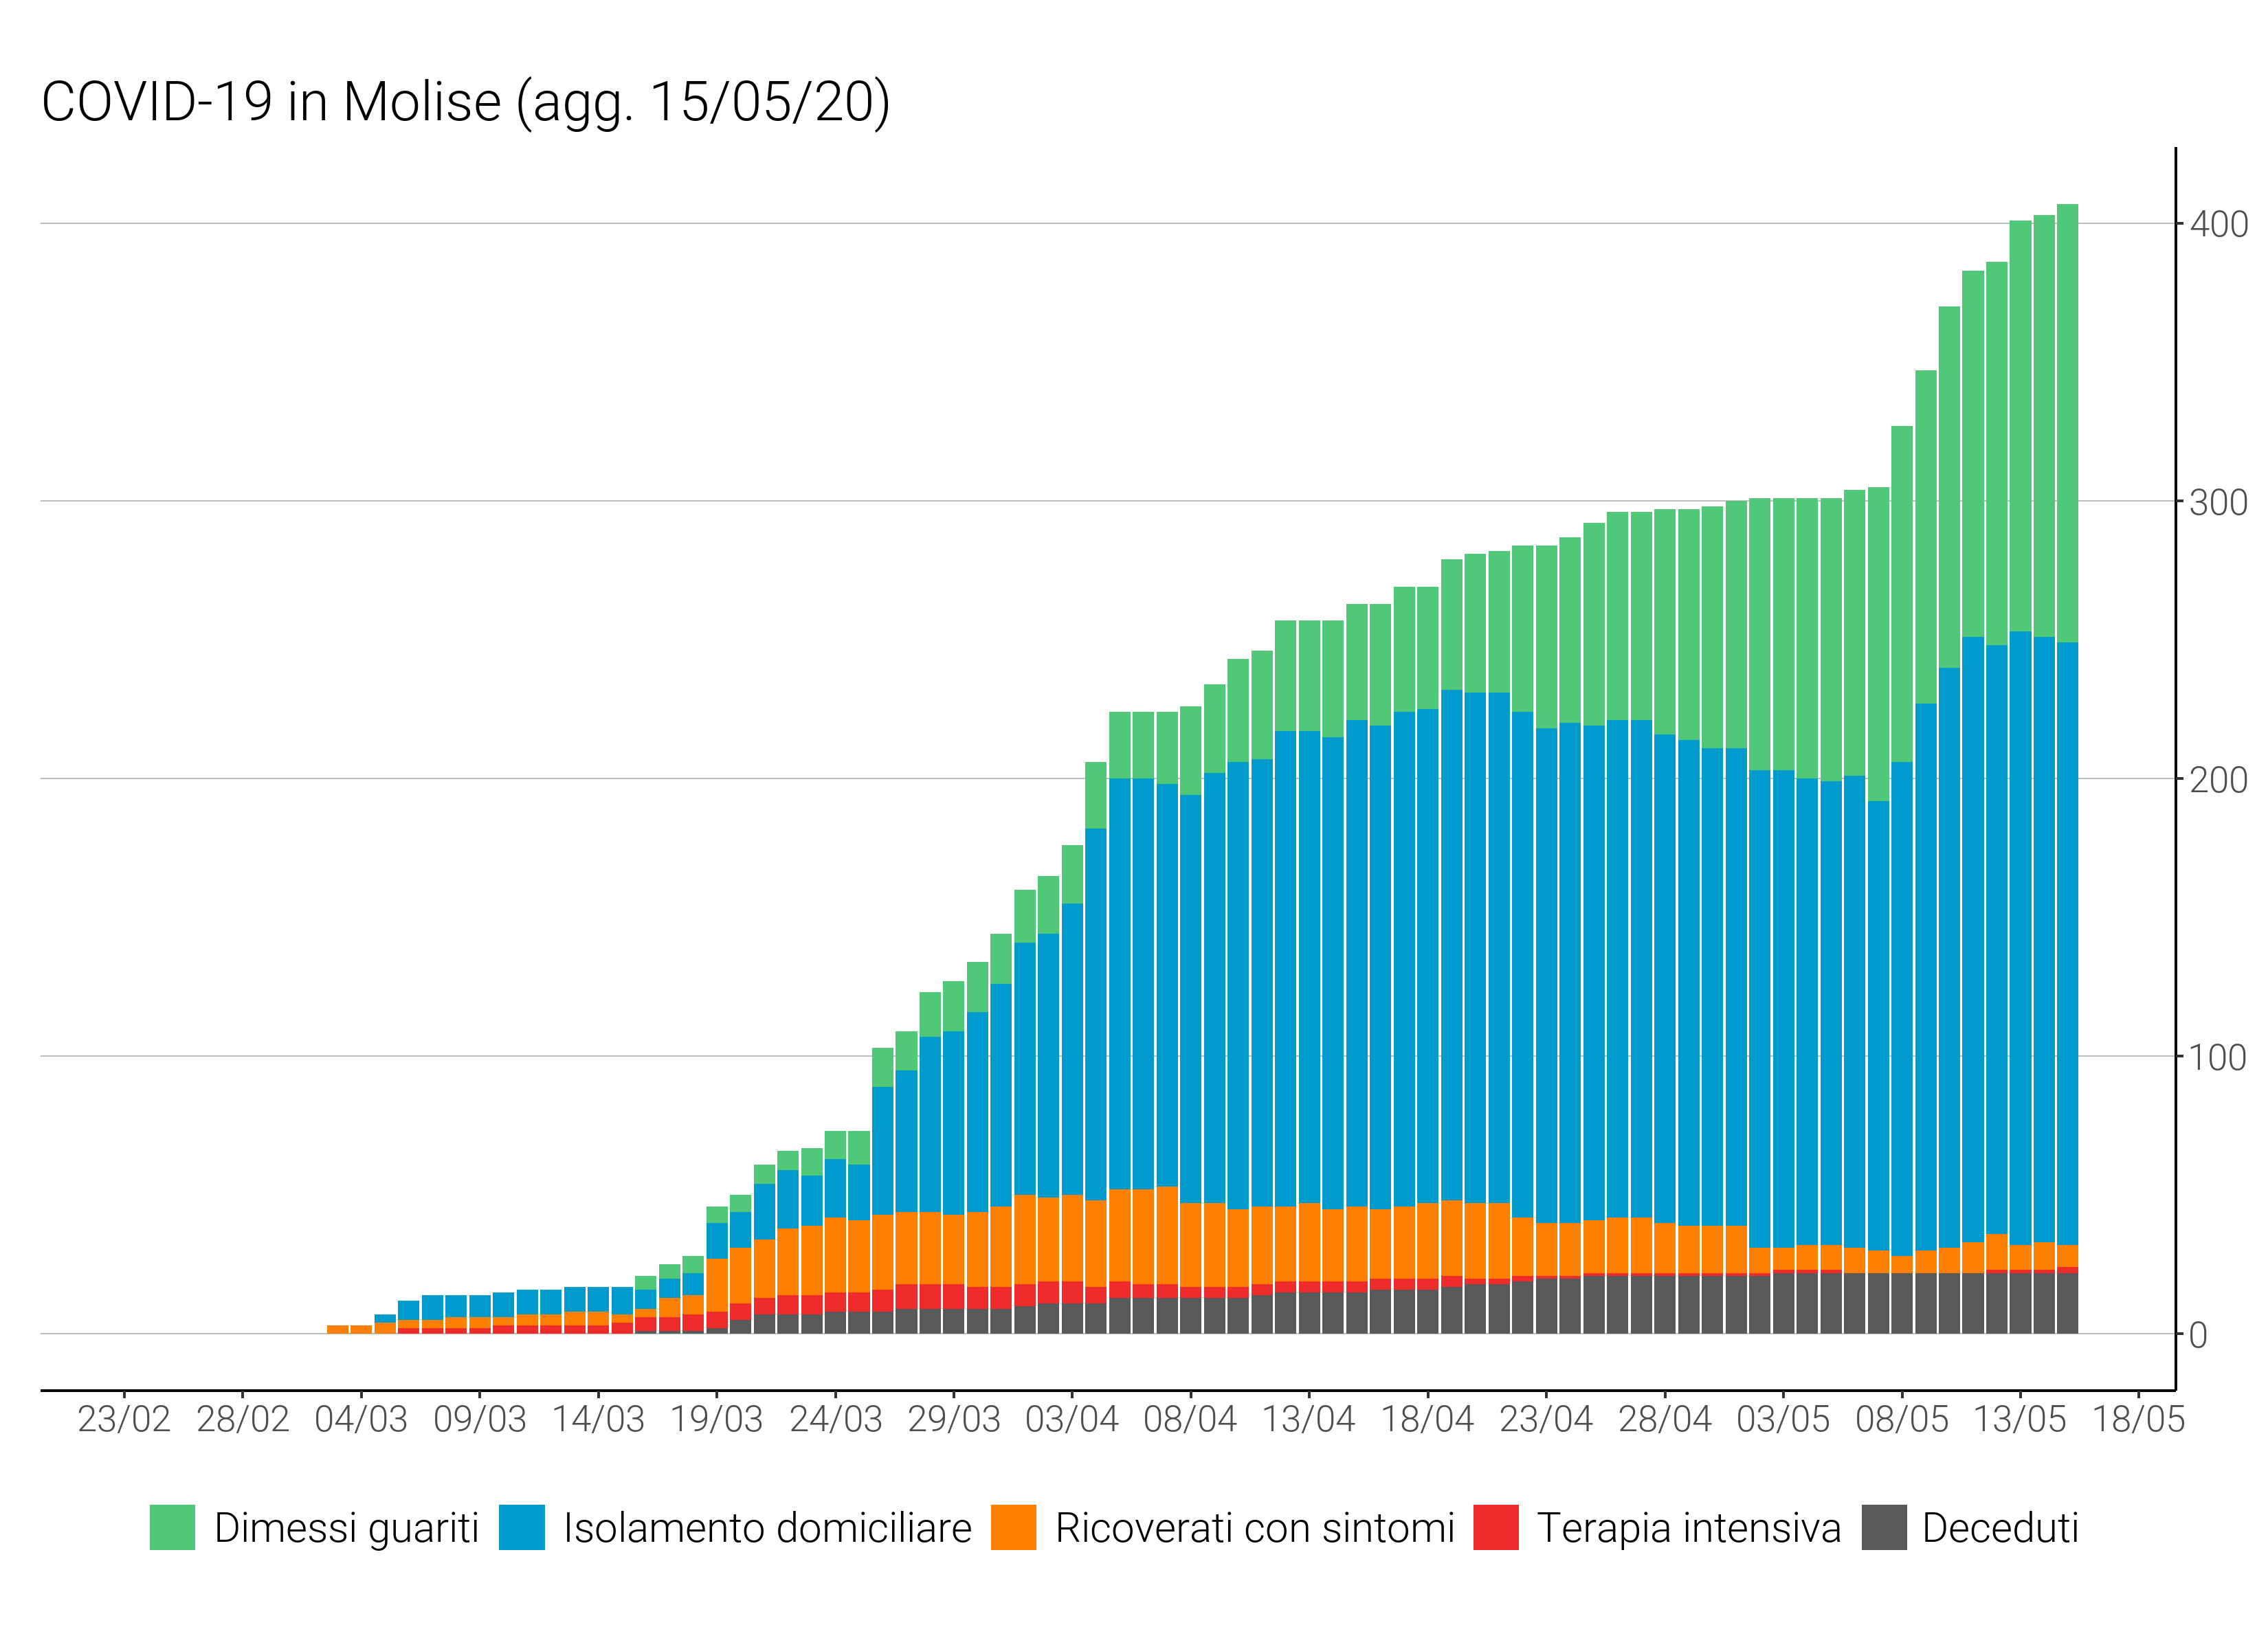 COVID-19 in Molise (agg. 15/05/20)
400
300
200
100
0
23/02 28/02 04/03 09/03 14/03 19/03 24/03 29/03 03/04 08/04 13/04 18/04 23/04 28/04 03/05 08/05 13/05 18/05
Dimessi guariti Isolamento domiciliare Ricoverati con sintomi Terapia intensiva Deceduti